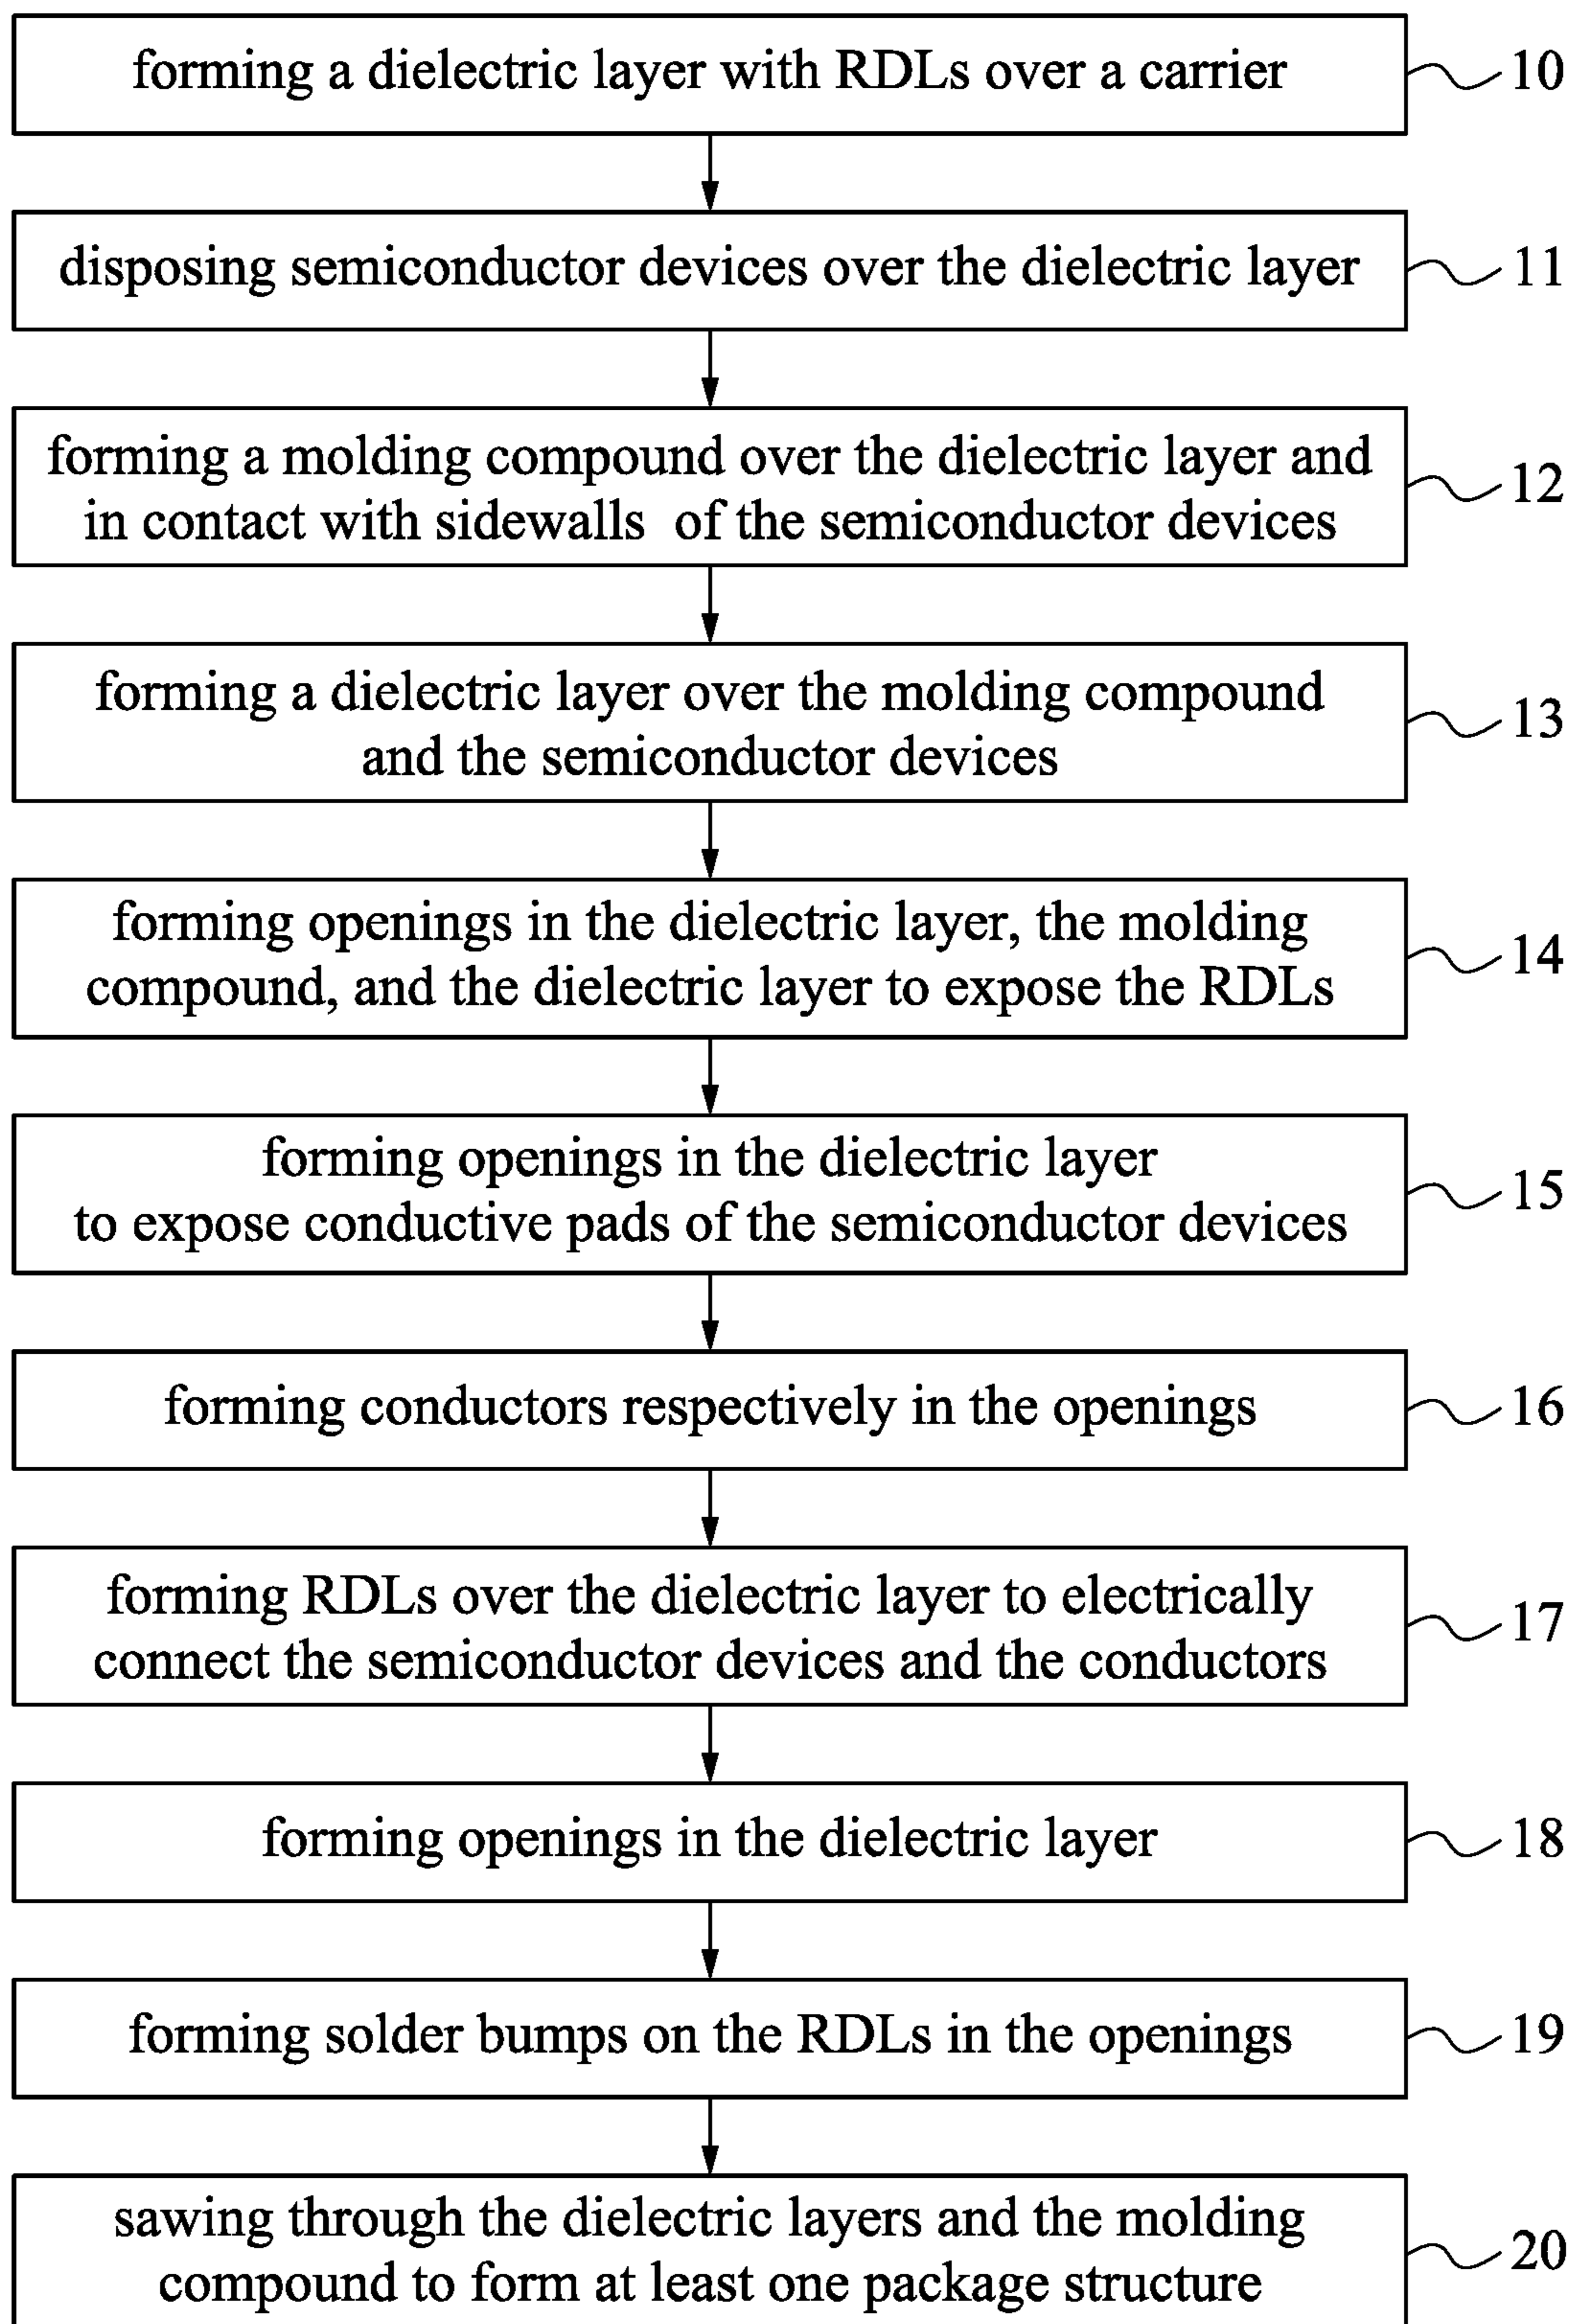 forming a dielectric layer with RDLs over a carrier
10
disposing semiconductor devices over the dielectric layer
11
forming a molding compound over the dielectric layer and
in contact with sidewalls of the semiconductor devices
12
forming a dielectric layer over the molding compound
and the semiconductor devices
13
forming openings in the dielectric layer, the molding
compound, and the dielectric layer to expose the RDLs
14
forming openings in the dielectric layer
to expose conductive pads of the semiconductor devices
15
forming conductors respectively in the openings
16
forming RDLs over the dielectric layer to electrically
connect the semiconductor devices and the conductors
17
forming openings in the dielectric layer
18
forming solder bumps on the RDLs in the openings
19
sawing through the dielectric layers and the molding
compound to form at least one package structure
20